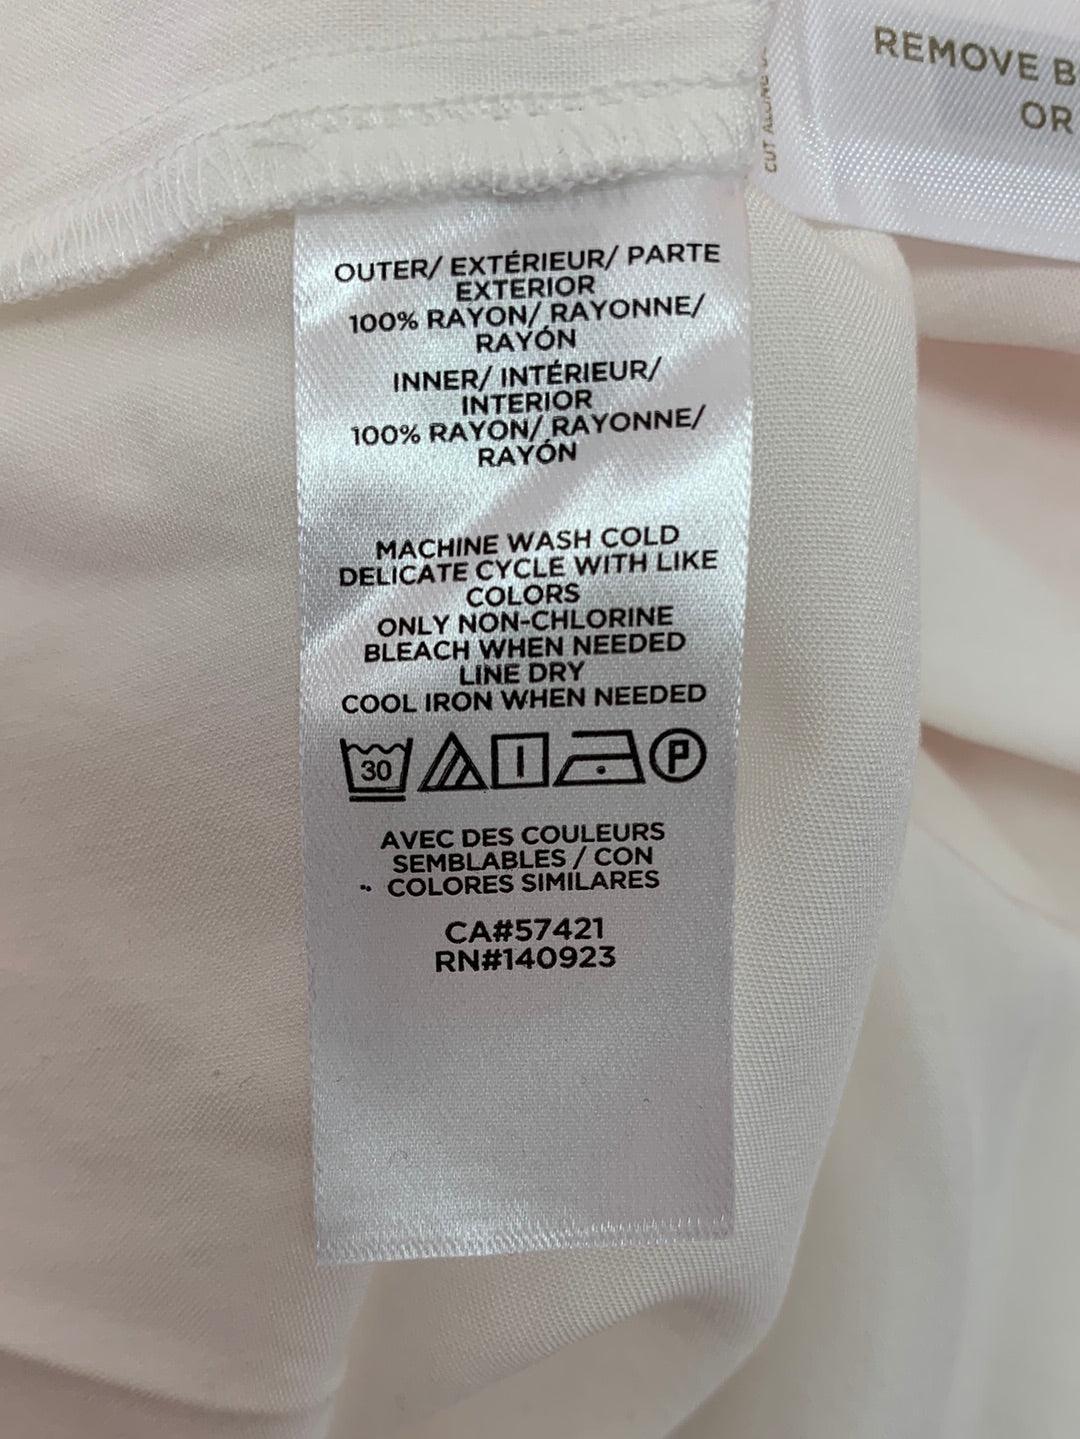 REMOVE B
OR
CUT ALONG
OUTER/ EXTÉRIEUR/ PARTE
EXTERIOR
100% RAYON/ RAYONNE/
RAYÓN
INNER/ INTÉRIEUR/
INTERIOR
100% RAYON/ RAYONNE/
RAYÓN
MACHINE WASH COLD
DELICATE CYCLE WITH LIKE
COLORS
ONLY NON-CHLORINE
BLEACH WHEN NEEDED
LINE DRY
COOL IRON WHEN NEEDED
30 P
AVEC DES COULEURS
SEMBLABLES / CON
COLORES SIMILARES
CA#57421
RN#140923